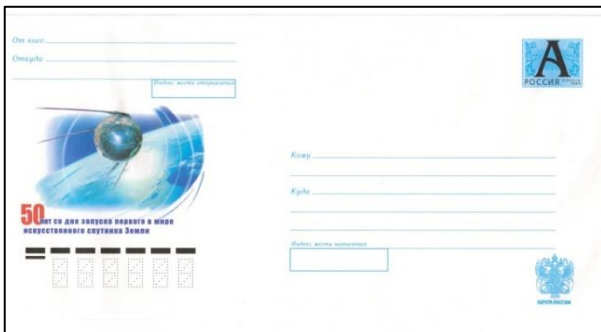 От кого
Откуда
Индекс места отправления
А
РОССИЯ
50 лет со дня запуска первого в мире
искусственного спутника Земли
Кому
Куда
Индекс места назначения
ПОЧТА РОССИИ